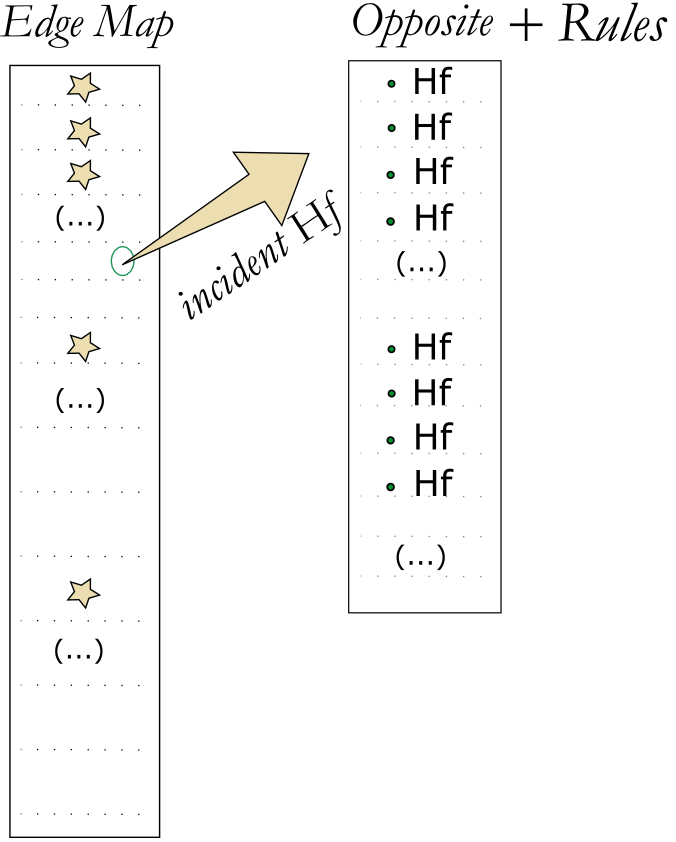 Edge Map
(...)
(...)
(...)
incident Hf
Opposite + Rules
• Hf
• Hf
• Hf
• Hf
(...)
• Hf
• Hf
• Hf
• Hf
(...)